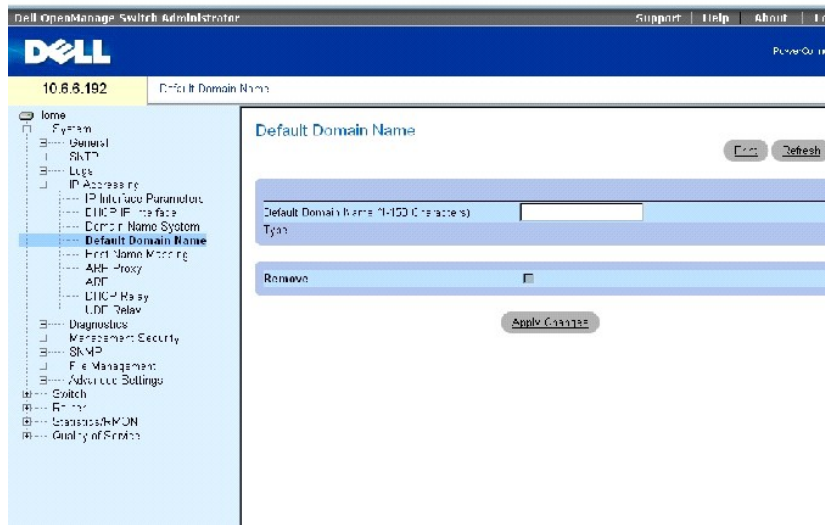 Dell OpenManage Switch Administrator
Support | Help | About |
DELL
10.6.6.192
Default Domain Name
Home
System
General
SNTP
Logs
IP Addressing
IP Interface Parameters
DHCP IP Interface
Domain Name System
Default Domain Name
Host Name Mapping
ARP Proxy
ARP
DHCP Relay
UDP Relay
Diagnostics
Management Security
SNMP
File Management
Advanced Settings
Switch
Router
Statistics/RMON
Quality of Service
Default Domain Name
Print
Refresh
Default Domain Name (1-158 Characters)
Type
Remove
Apply Changes